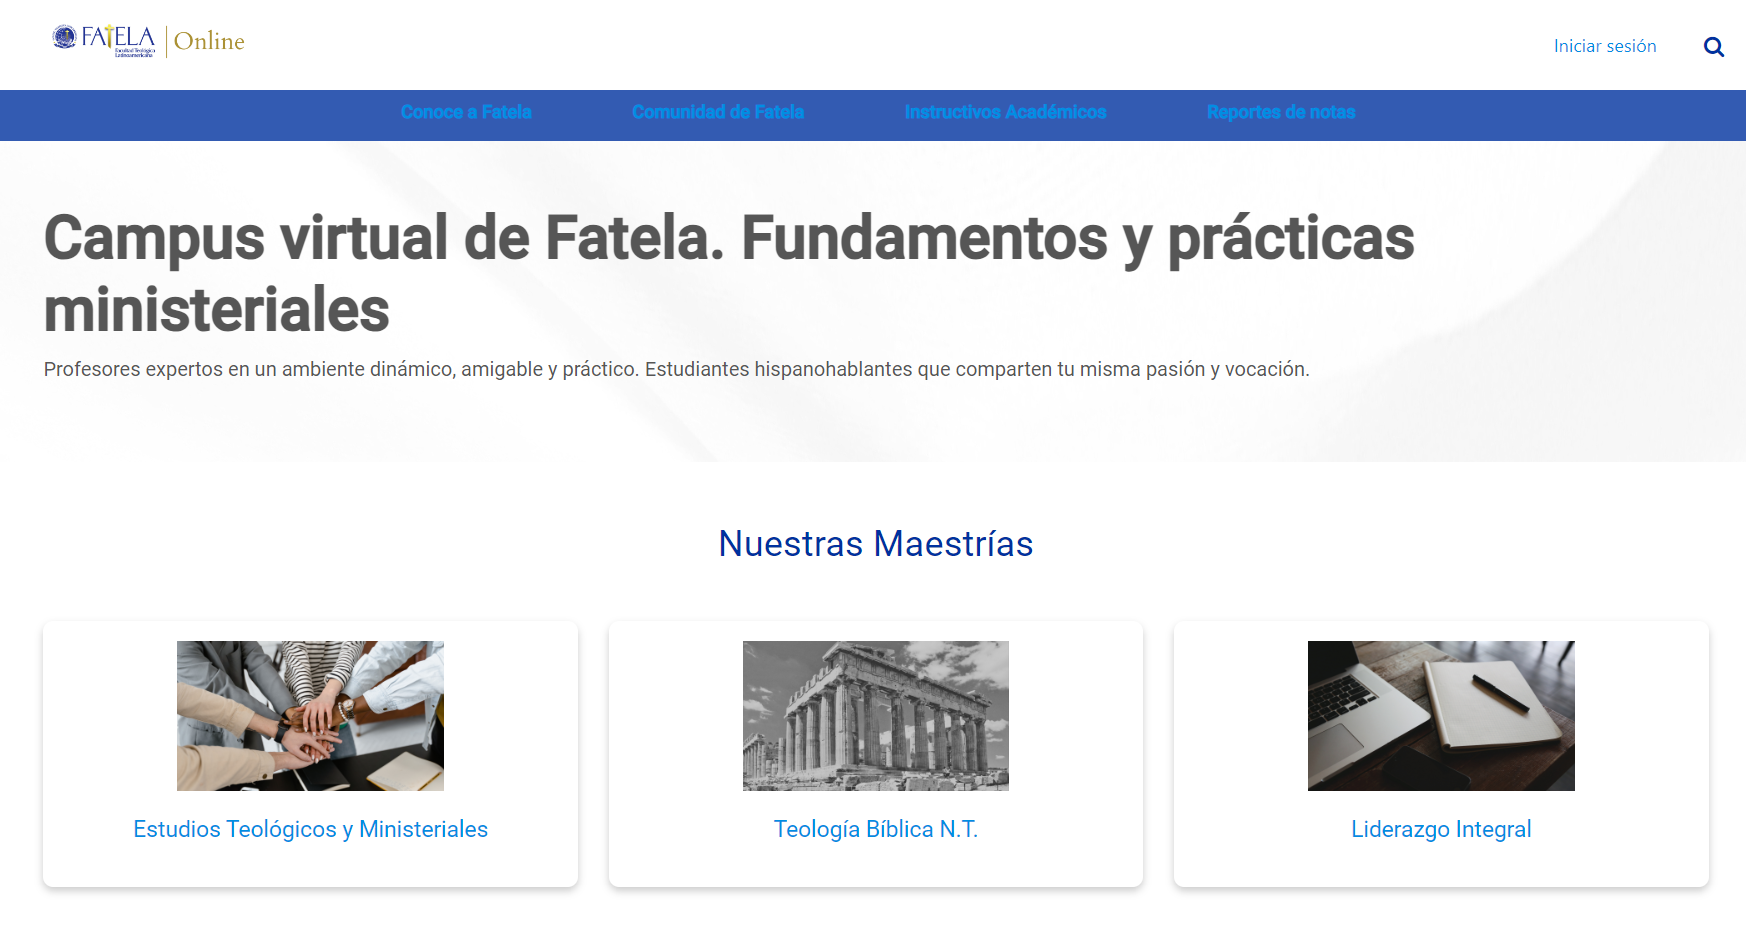 FATELA
Facultad Teológica
Latinoamericana
Online
Iniciar sesión
Conoce a Fatela
Comunidad de Fatela
Instructivos Académicos
Reportes de notas
Campus virtual de Fatela. Fundamentos y prácticas
ministeriales
Profesores expertos en un ambiente dinámico, amigable y práctico. Estudiantes hispanohablantes que comparten tu misma pasión y vocación.
Nuestras Maestrías
Estudios Teológicos y Ministeriales
Teología Bíblica N.T.
Liderazgo Integral